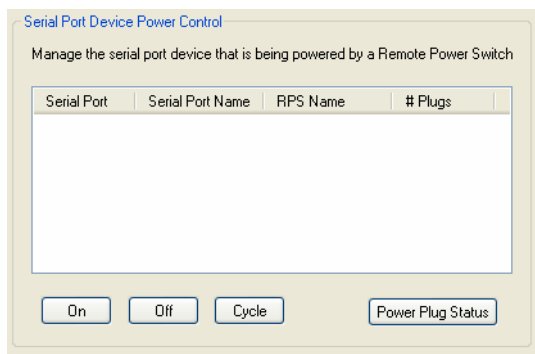 Serial Port Device Power Control
Manage the serial port device that is being powered by a Remote Power Switch
Serial Port Serial Port Name RPS Name # Plugs
On Off Cycle Power Plug Status